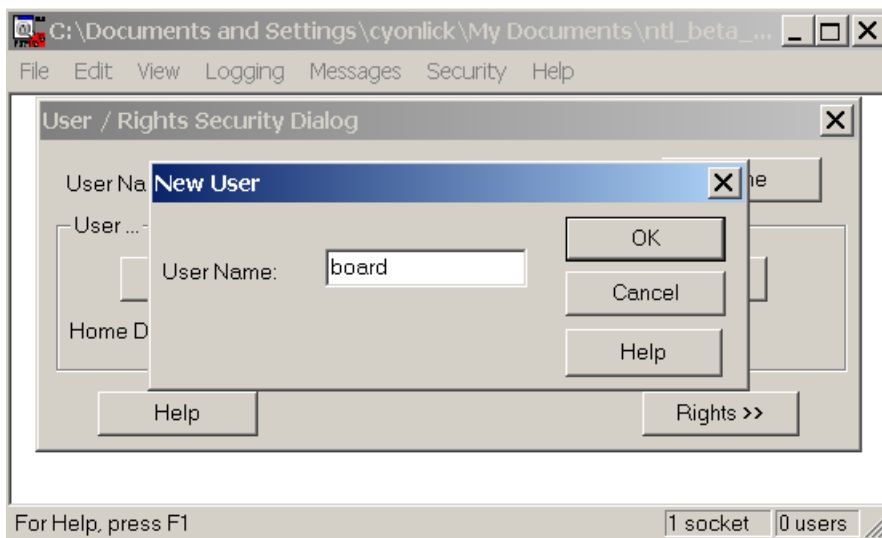 C:\Documents and Settings\cyonlick\My Documents\ntl_beta_...
File Edit View Logging Messages Security Help
User / Rights Security Dialog
User Na
New User
User ...
OK
User Name: board
Cancel
Home D
Help
Help
Rights >>
For Help, press F1
1 socket
0 users